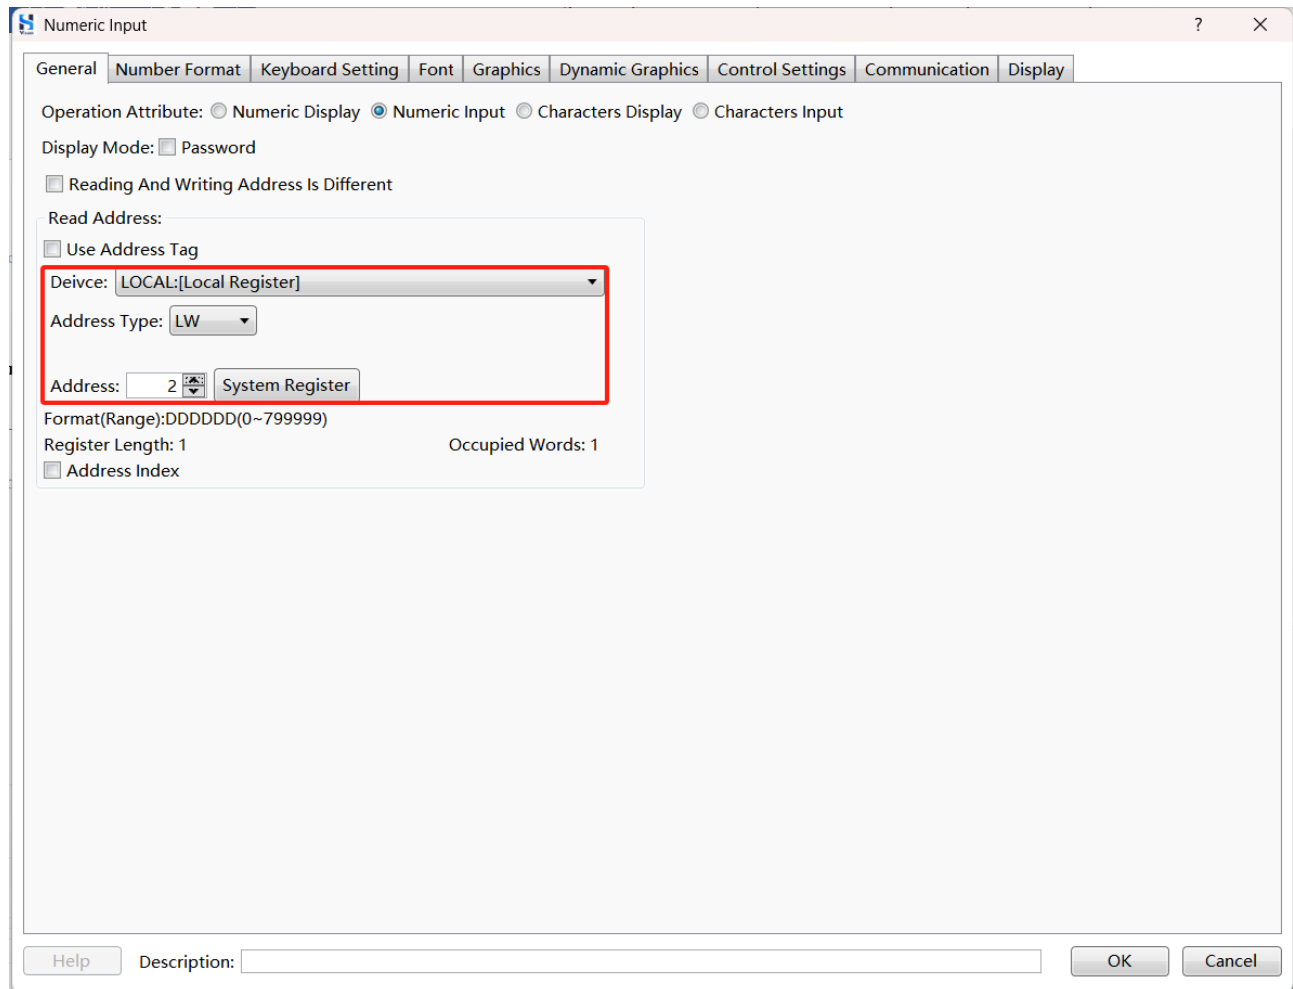 Numeric Input ?
General Number Format Keyboard Setting Font Graphics Dynamic Graphics Control Settings Communication Display
Operation Attribute: Numeric Display Numeric Input Characters Display Characters Input
Display Mode: Password
Reading And Writing Address Is Different
Read Address:
Use Address Tag
Deivce: LOCAL:[Local Register]
Address Type: LW
Address: 2 System Register
Format(Range):DDDDDD(0~799999)
Register Length: 1 Occupied Words: 1
Address Index
Help Description: OK Cancel